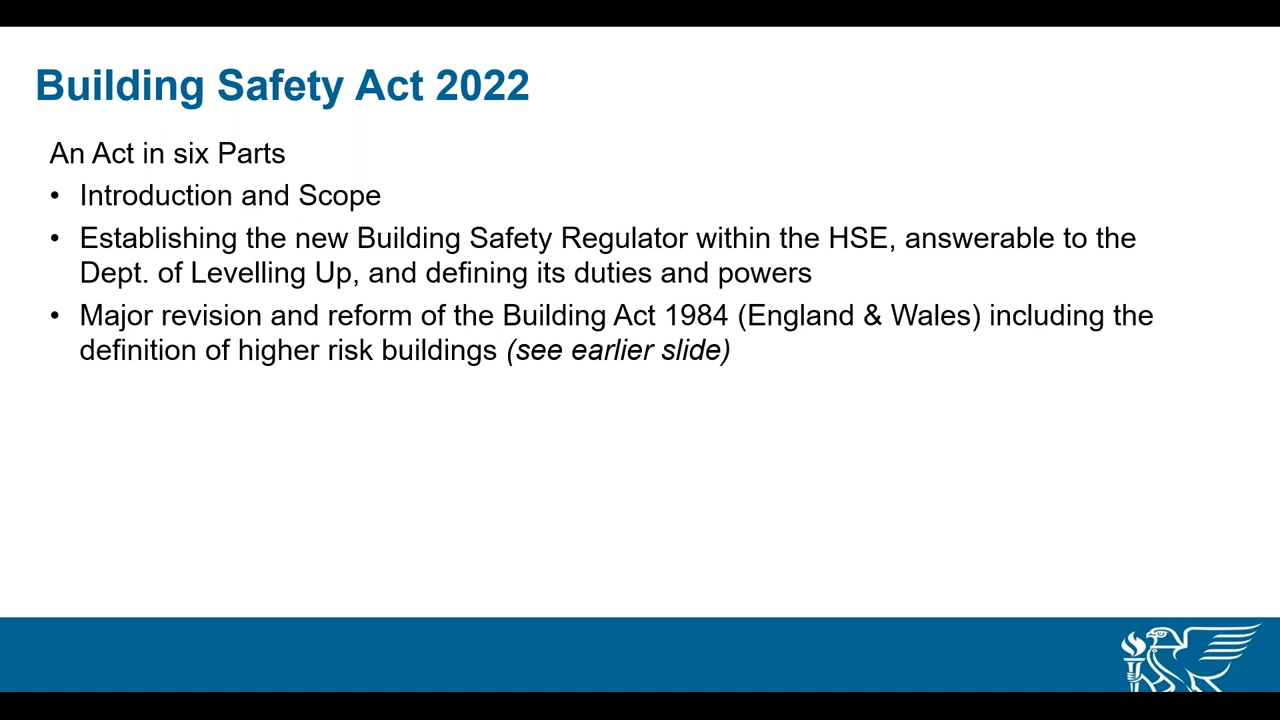 Building Safety Act 2022
An Act in six Parts
• Introduction and Scope
• Establishing the new Building Safety Regulator within the HSE, answerable to the
Dept. of Levelling Up, and defining its duties and powers
• Major revision and reform of the Building Act 1984 (England & Wales) including the
definition of higher risk buildings (see earlier slide)